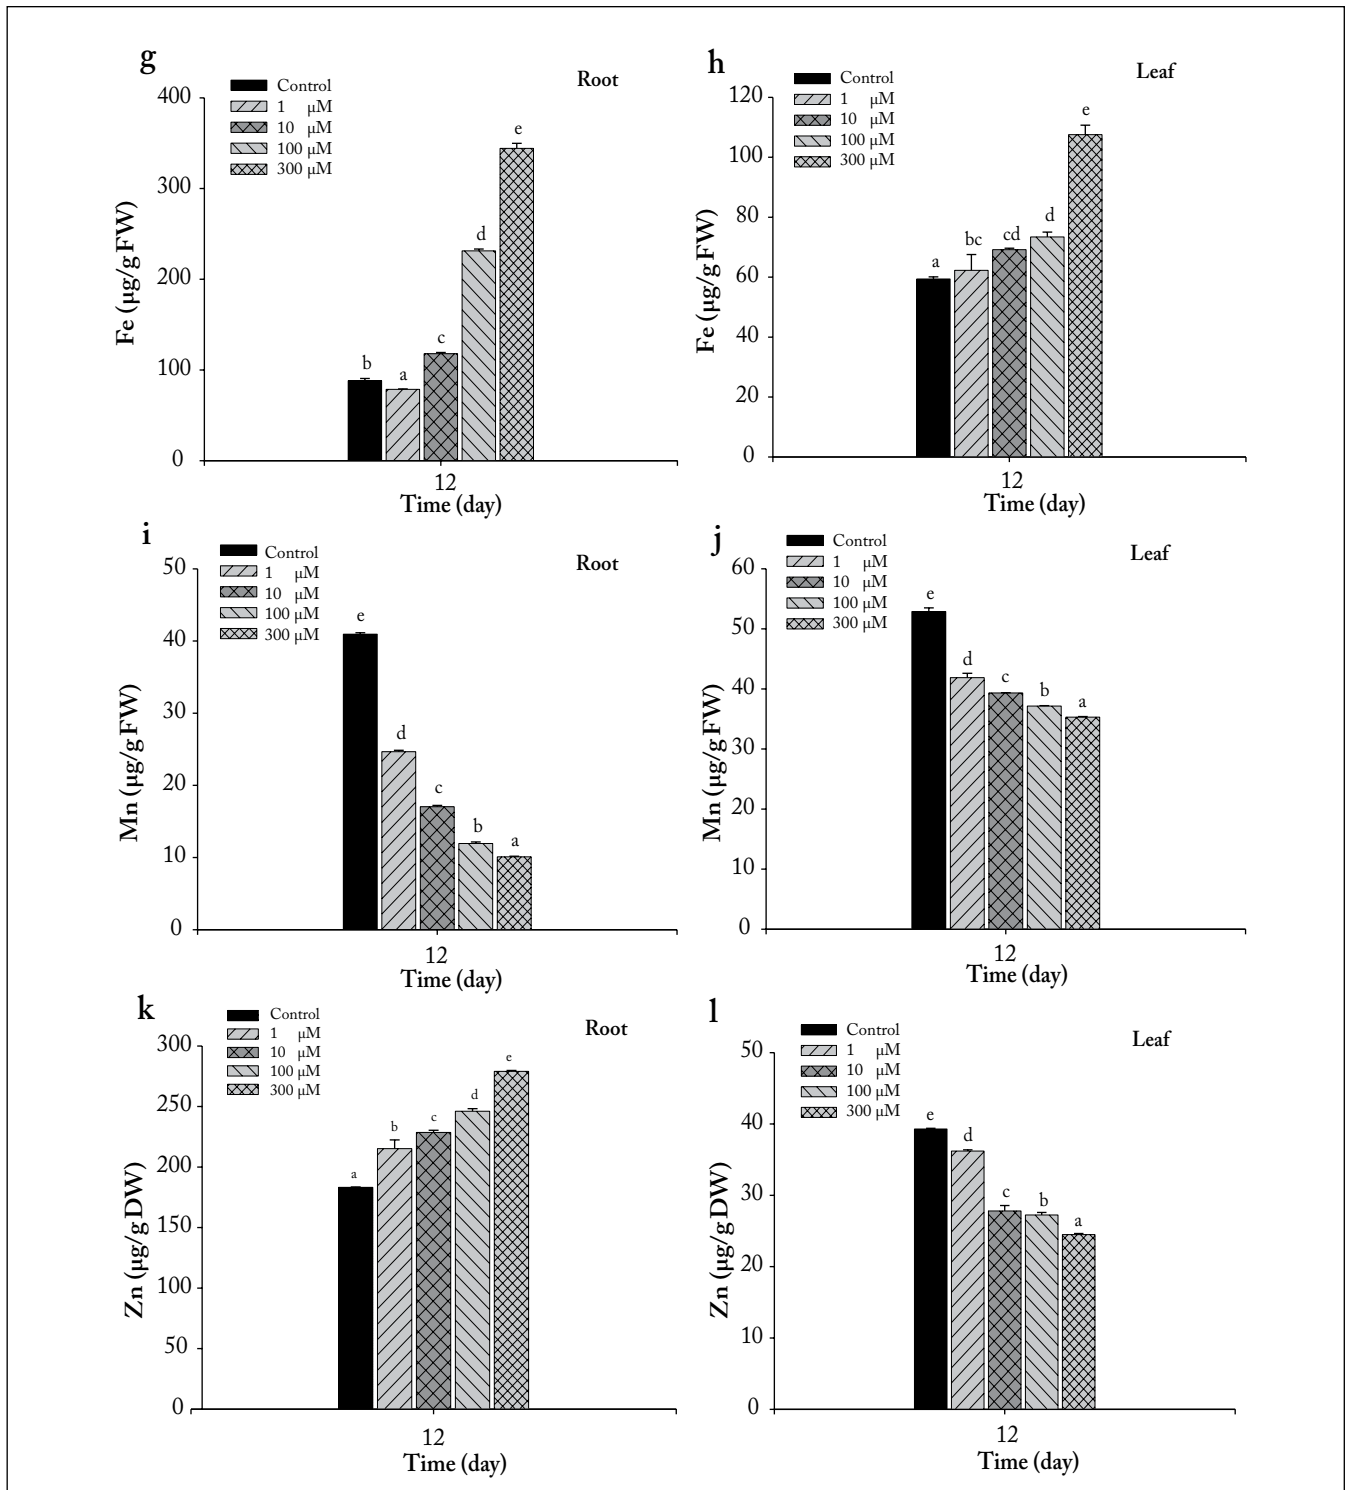 g
Root
Control
1 μM
10 μM
100 μM
300 μM
400
300
200
100
0
Fe (μg/g FW)
b
a
c
d
e
12
Time (day)
h
Leaf
Control
1 μM
10 μM
100 μM
300 μM
120
100
80
60
40
20
0
Fe (μg/g FW)
a
bc
cd
d
e
12
Time (day)
i
Root
Control
1 μM
10 μM
100 μM
300 μM
50
40
30
20
10
0
Mn (μg/g FW)
e
d
c
b
a
12
Time (day)
j
Leaf
Control
1 μM
10 μM
100 μM
300 μM
60
50
40
30
20
10
0
Mn (μg/g FW)
e
d
c
b
a
12
Time (day)
k
Root
Control
1 μM
10 μM
100 μM
300 μM
300
250
200
150
100
50
0
Zn (μg/g DW)
a
b
c
d
e
12
Time (day)
l
Leaf
Control
1 μM
10 μM
100 μM
300 μM
50
40
30
20
10
0
Zn (μg/g DW)
e
d
c
b
a
12
Time (day)